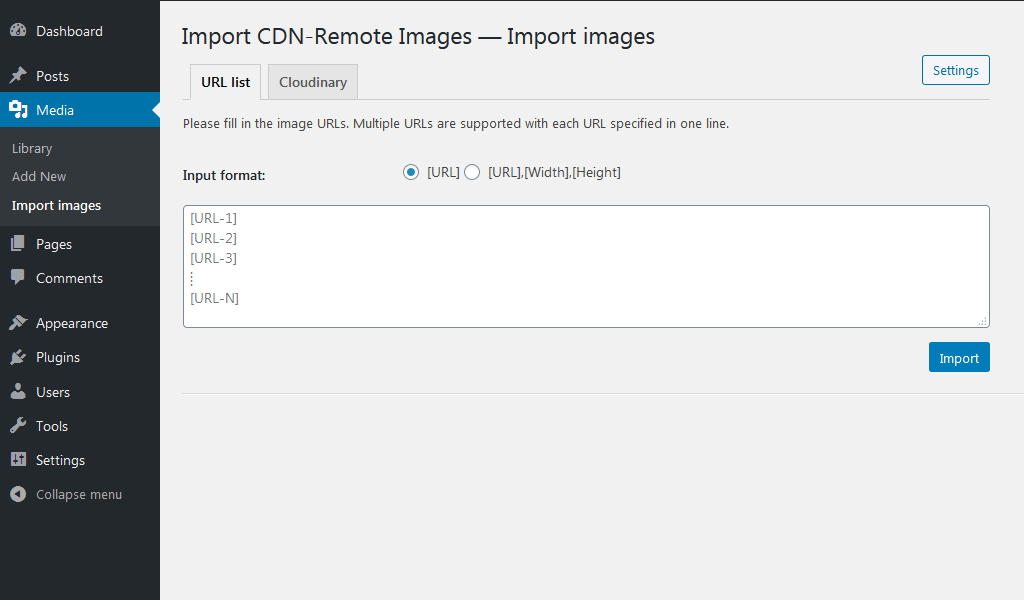 Dashboard
Posts
Media
Library
Add New
Import images
Pages
Comments
Appearance
Plugins
Users
Tools
Settings
Collapse menu
Import CDN-Remote Images — Import images
Settings
URL list
Cloudinary
Please fill in the image URLs. Multiple URLs are supported with each URL specified in one line.
Input format:
[URL] [URL],[Width],[Height]
[URL-1]
[URL-2]
[URL-3]
⋮
[URL-N]
Import